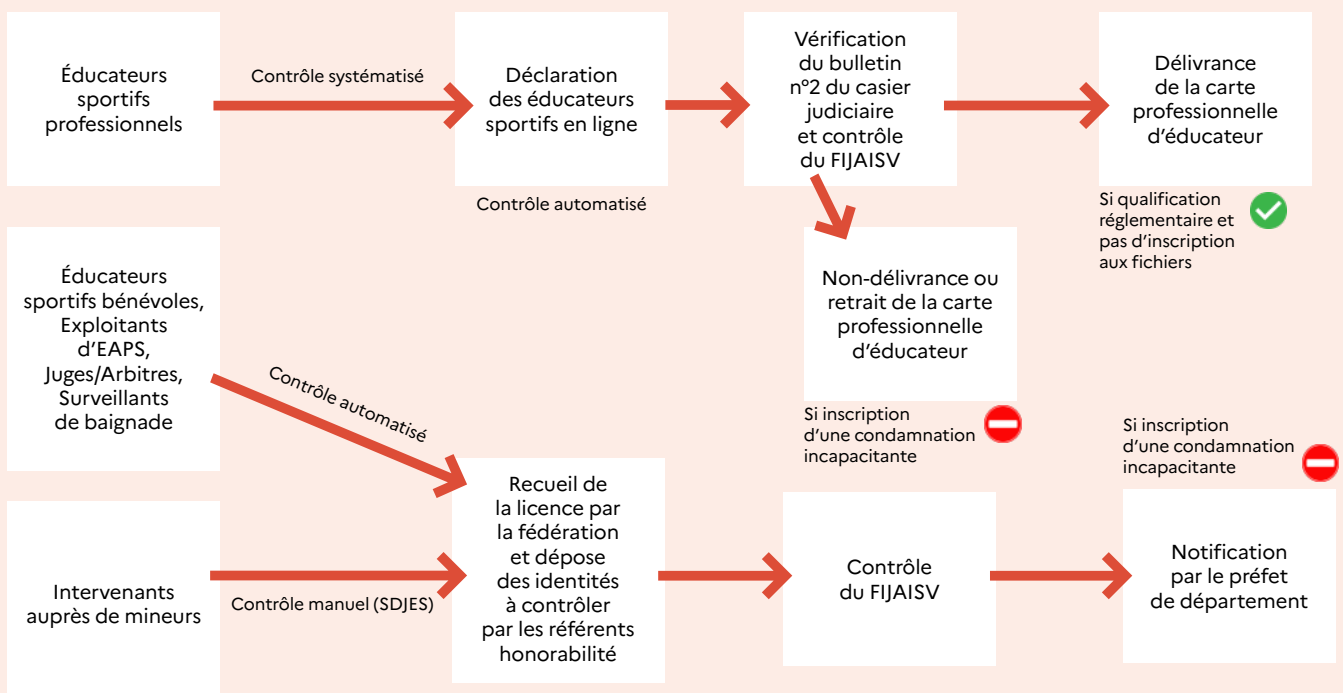 Éducateurs
sportifs
professionnels
Contrôle systématisé
Déclaration
des éducateurs
sportifs en ligne
Contrôle automatisé
Vérification
du bulletin
n°2 du casier
judiciaire
et contrôle
du FIJAISV
Délivrance
de la carte
professionnelle
d'éducateur
Si qualification
réglementaire et
pas d'inscription
aux fichiers
Non-délivrance ou
retrait de la carte
professionnelle
d'éducateur
Si inscription
d'une condamnation
incapacitante
Éducateurs
sportifs bénévoles,
Exploitants
d'EAPS,
Juges/Arbitres,
Surveillants
de baignade
Contrôle automatisé
Intervenants
auprès de mineurs
Contrôle manuel (SDJES)
Recueil de
la licence par
la fédération
et dépose
des identités
à contrôler
par les référents
honorabilité
Contrôle
du FIJAISV
Si inscription
d'une condamnation
incapacitante
Notification
par le préfet
de département